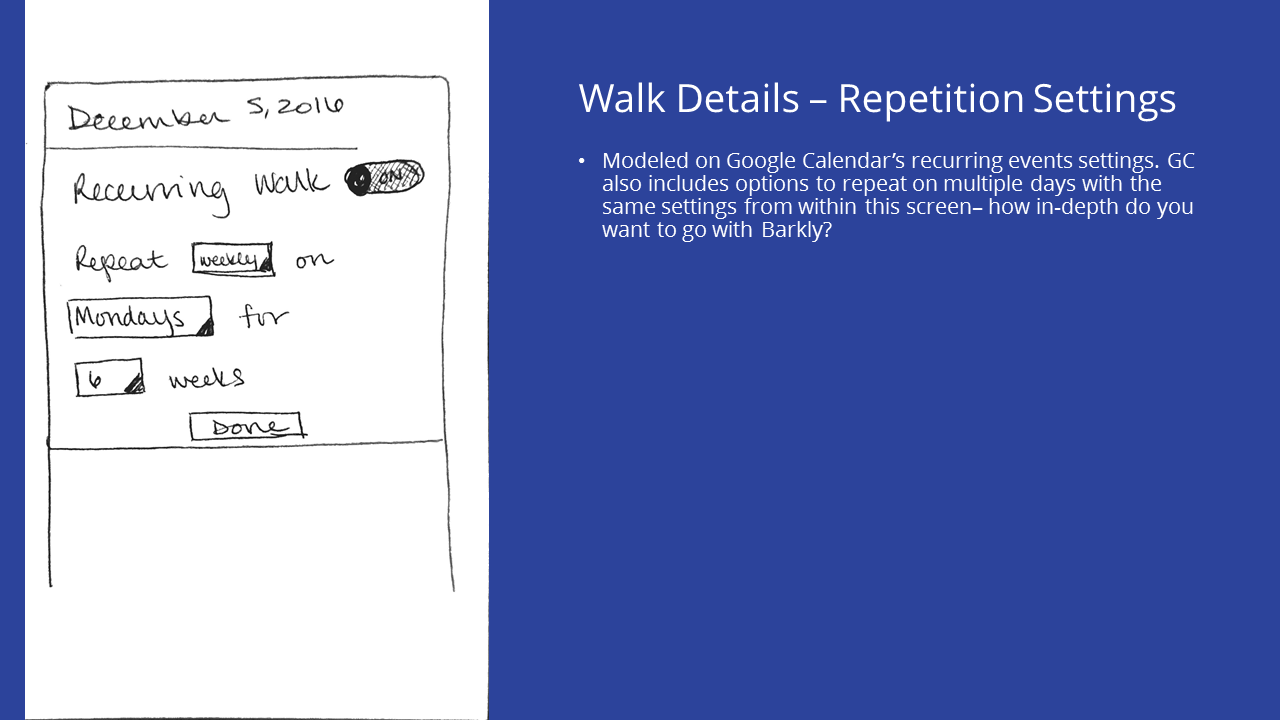 December 5, 2016
Recurring Walk ON
Repeat weekly on
Mondays for
6 weeks
Done
Walk Details – Repetition Settings
• Modeled on Google Calendar’s recurring events settings. GC
also includes options to repeat on multiple days with the
same settings from within this screen– how in-depth do you
want to go with Barkly?